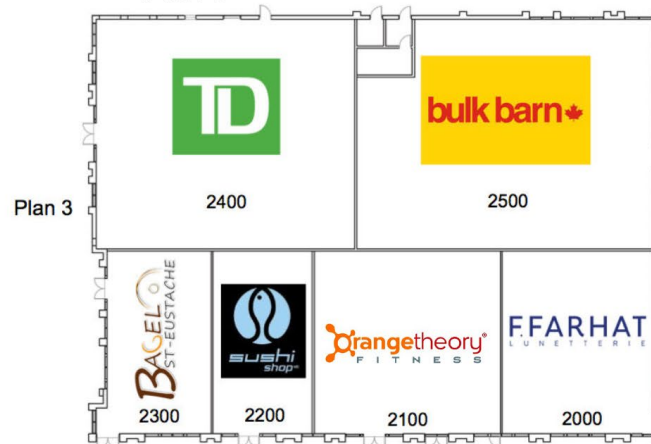 TD
bulk barn
Plan 3
2400
2500
BAGEL
ST-EUSTACHE
sushi
shop
orangetheory®
FITNESS
F.FARHAT
LUNETTERIE
2300
2200
2100
2000